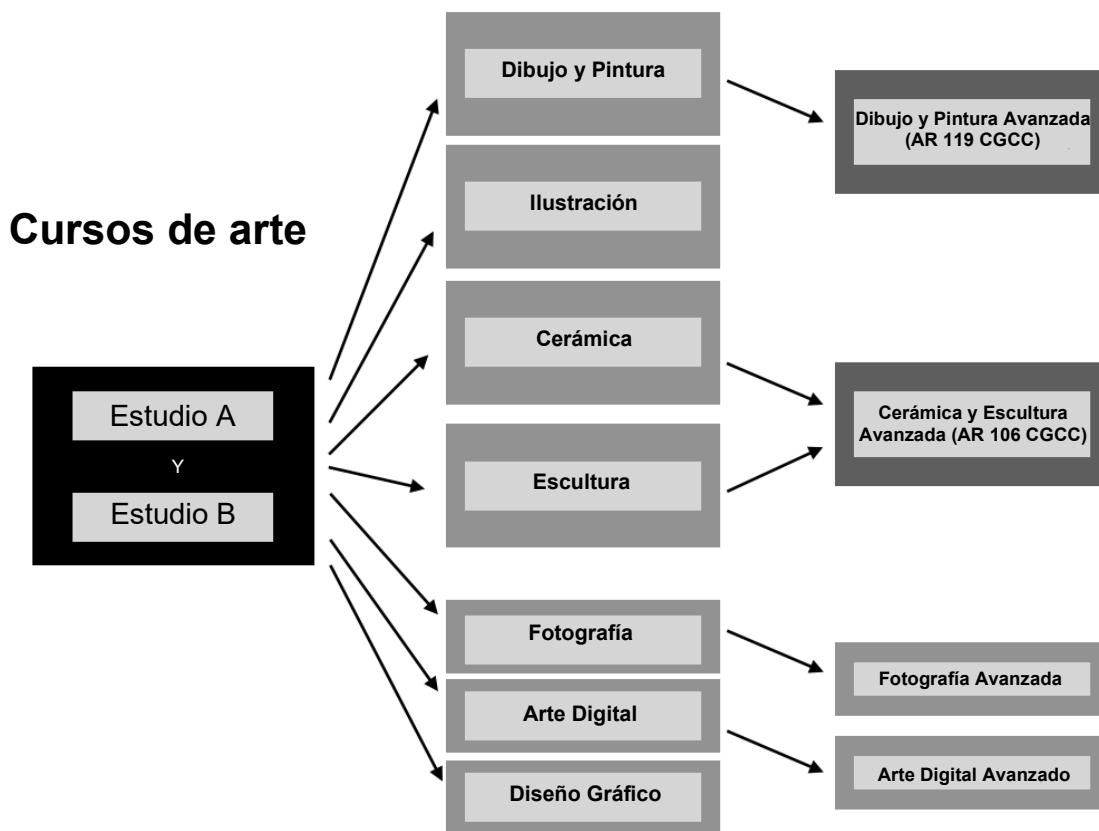 Cursos de arte
Estudio A
Y
Estudio B
Dibujo y Pintura
Ilustración
Cerámica
Escultura
Fotografía
Arte Digital
Diseño Gráfico
Dibujo y Pintura Avanzada
(AR 119 CGCC)
Cerámica y Escultura
Avanzada (AR 106 CGCC)
Fotografía Avanzada
Arte Digital Avanzado